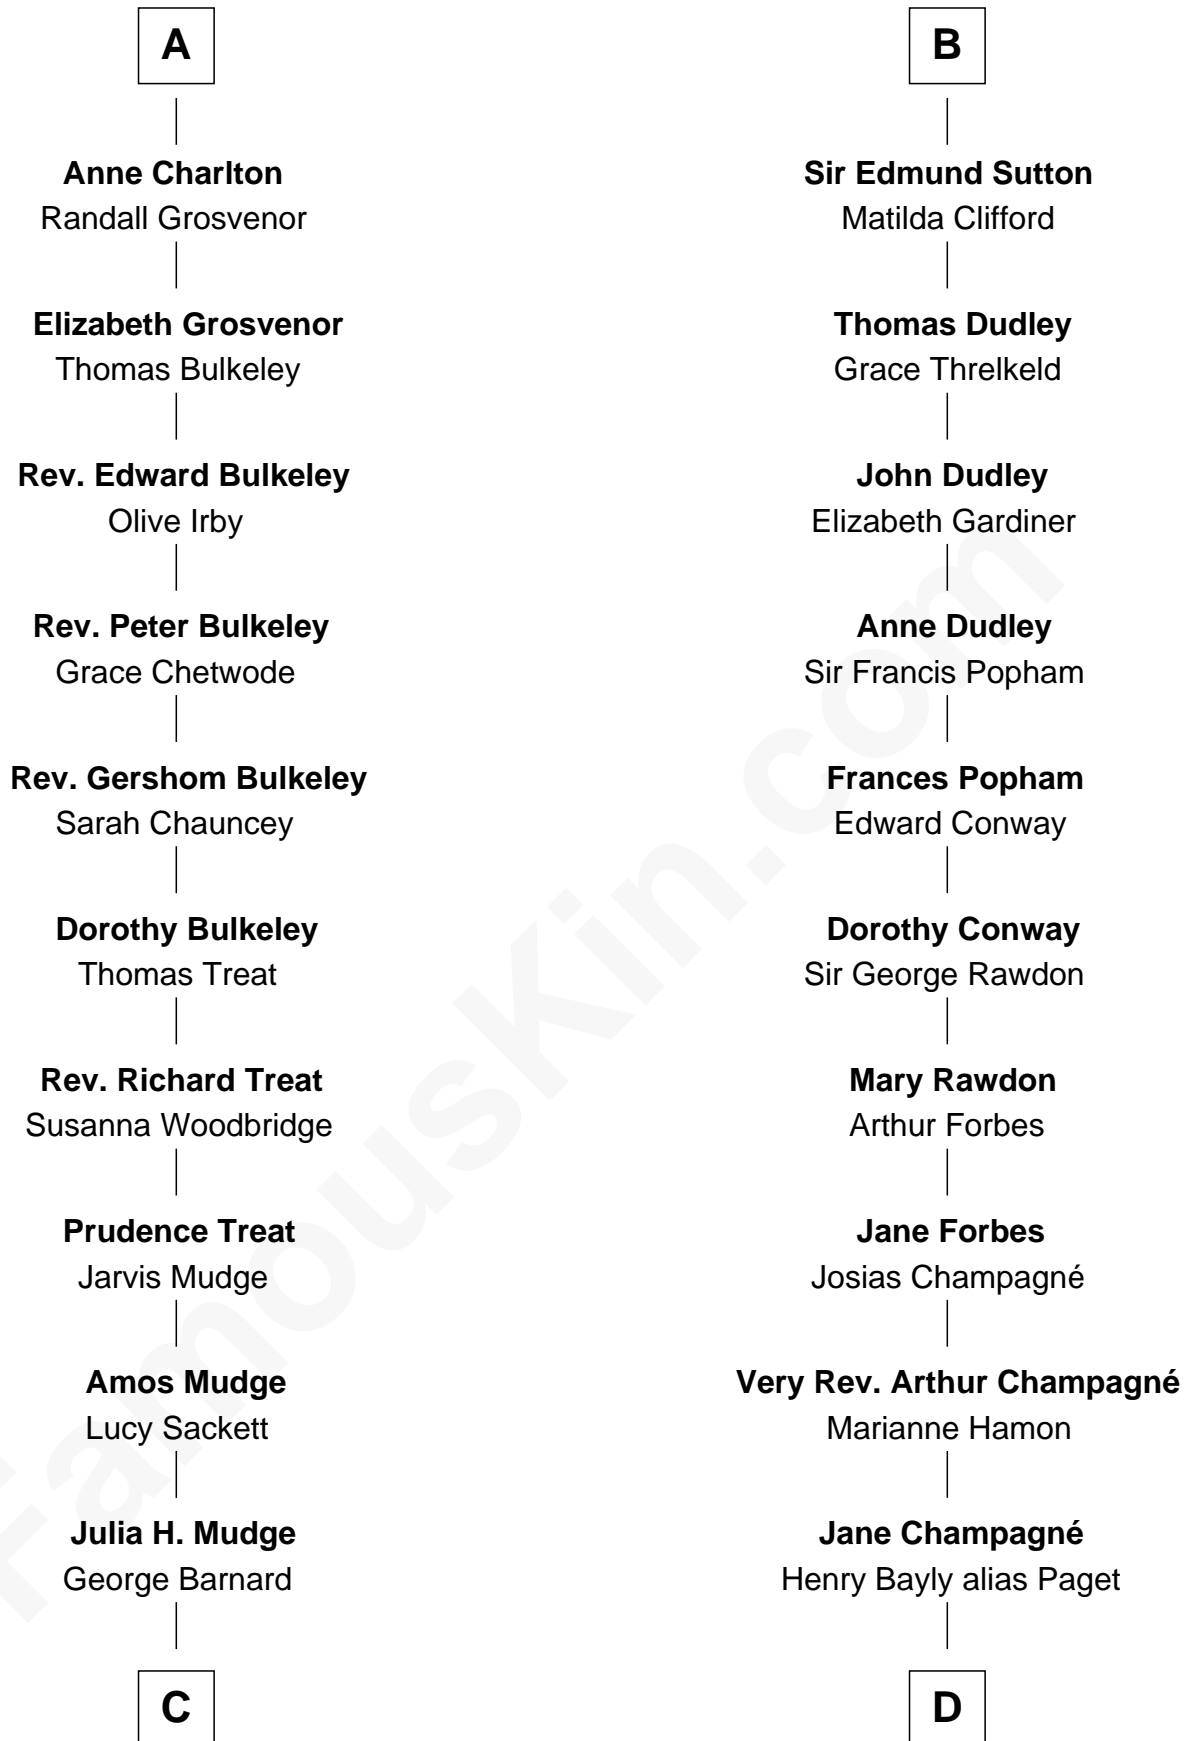 A
Anne Charlton
Randall Grosvenor
Elizabeth Grosvenor
Thomas Bulkeley
Rev. Edward Bulkeley
Olive Irby
Rev. Peter Bulkeley
Grace Chetwode
Rev. Gershom Bulkeley
Sarah Chauncey
Dorothy Bulkeley
Thomas Treat
Rev. Richard Treat
Susanna Woodbridge
Prudence Treat
Jarvis Mudge
Amos Mudge
Lucy Sackett
Julia H. Mudge
George Barnard
C
B
Sir Edmund Sutton
Matilda Clifford
Thomas Dudley
Grace Threlkeld
John Dudley
Elizabeth Gardiner
Anne Dudley
Sir Francis Popham
Frances Popham
Edward Conway
Dorothy Conway
Sir George Rawdon
Mary Rawdon
Arthur Forbes
Jane Forbes
Josias Champagné
Very Rev. Arthur Champagné
Marianne Hamon
Jane Champagné
Henry Bayly alias Paget
D
FamousKin.com